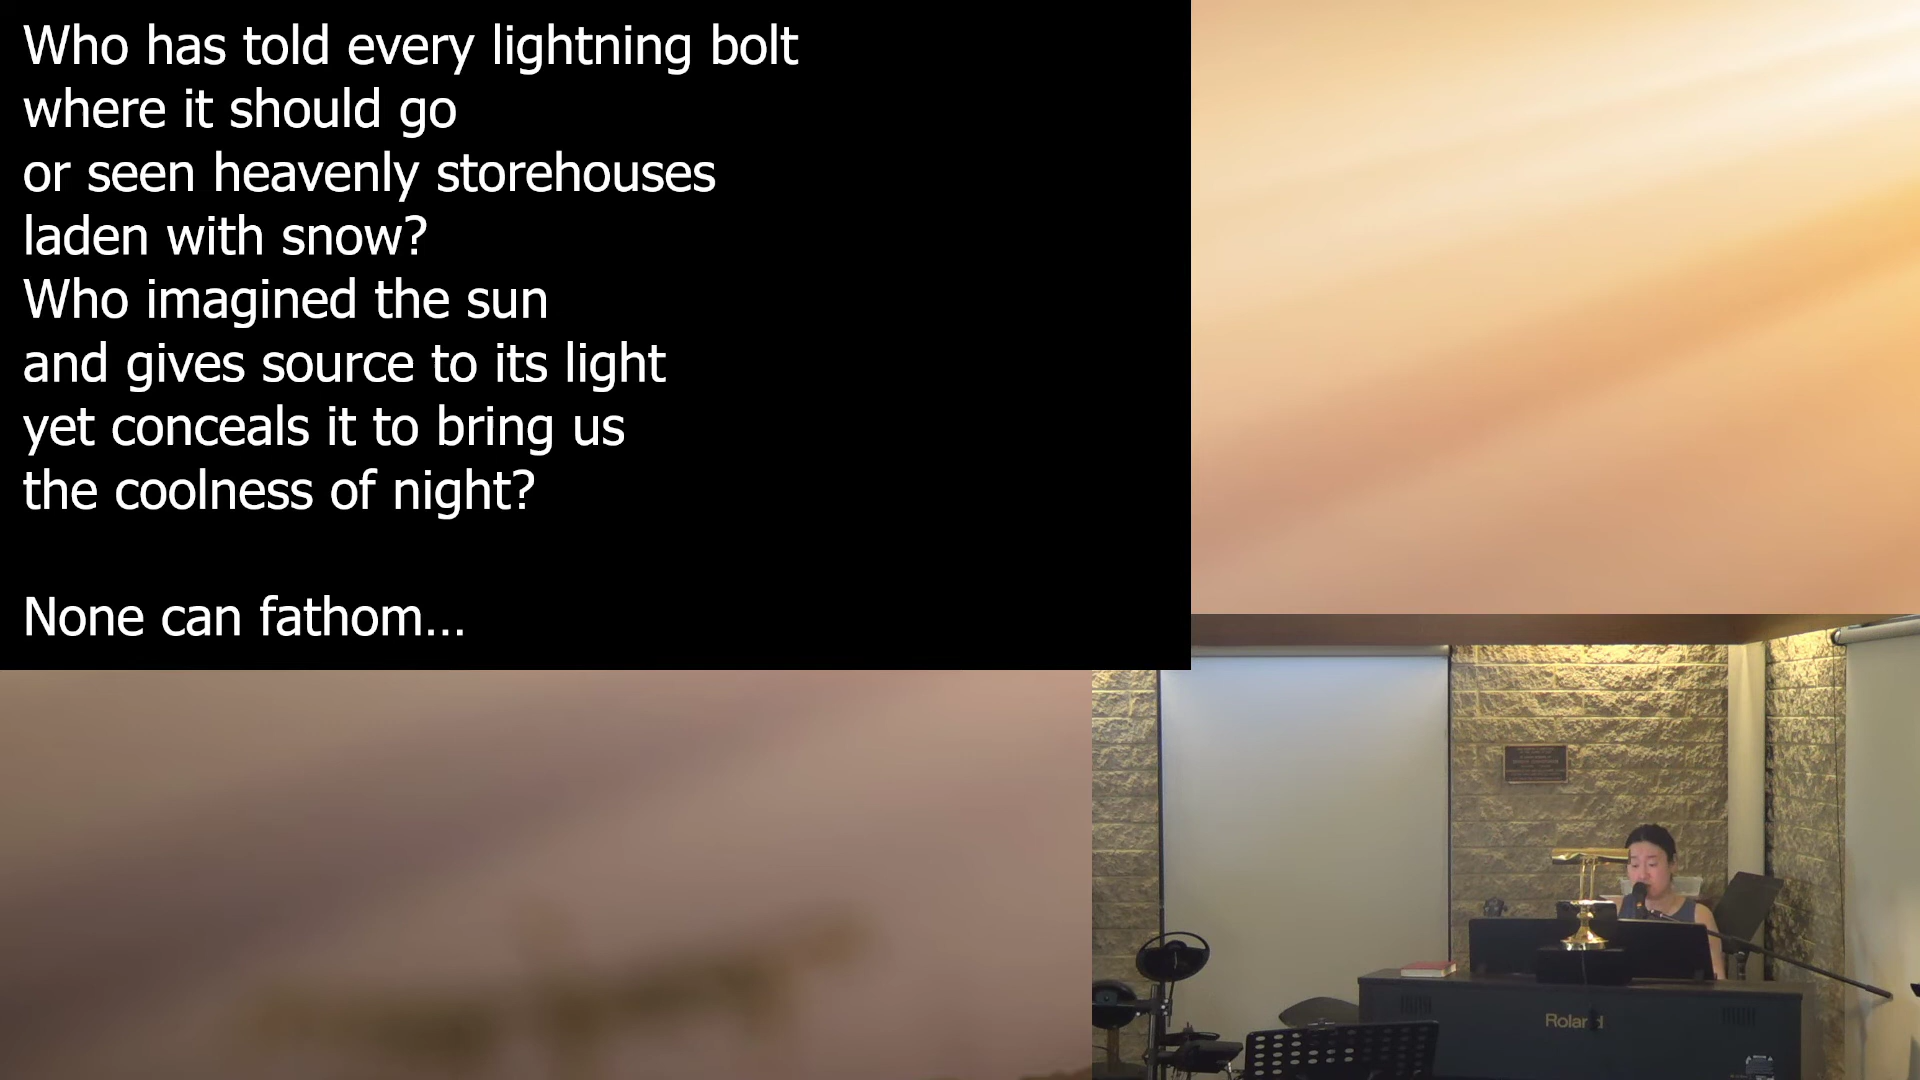 Who has told every lightning bolt
where it should go
or seen heavenly storehouses
laden with snow?
Who imagined the sun
and gives source to its light
yet conceals it to bring us
the coolness of night?
None can fathom...
Roland